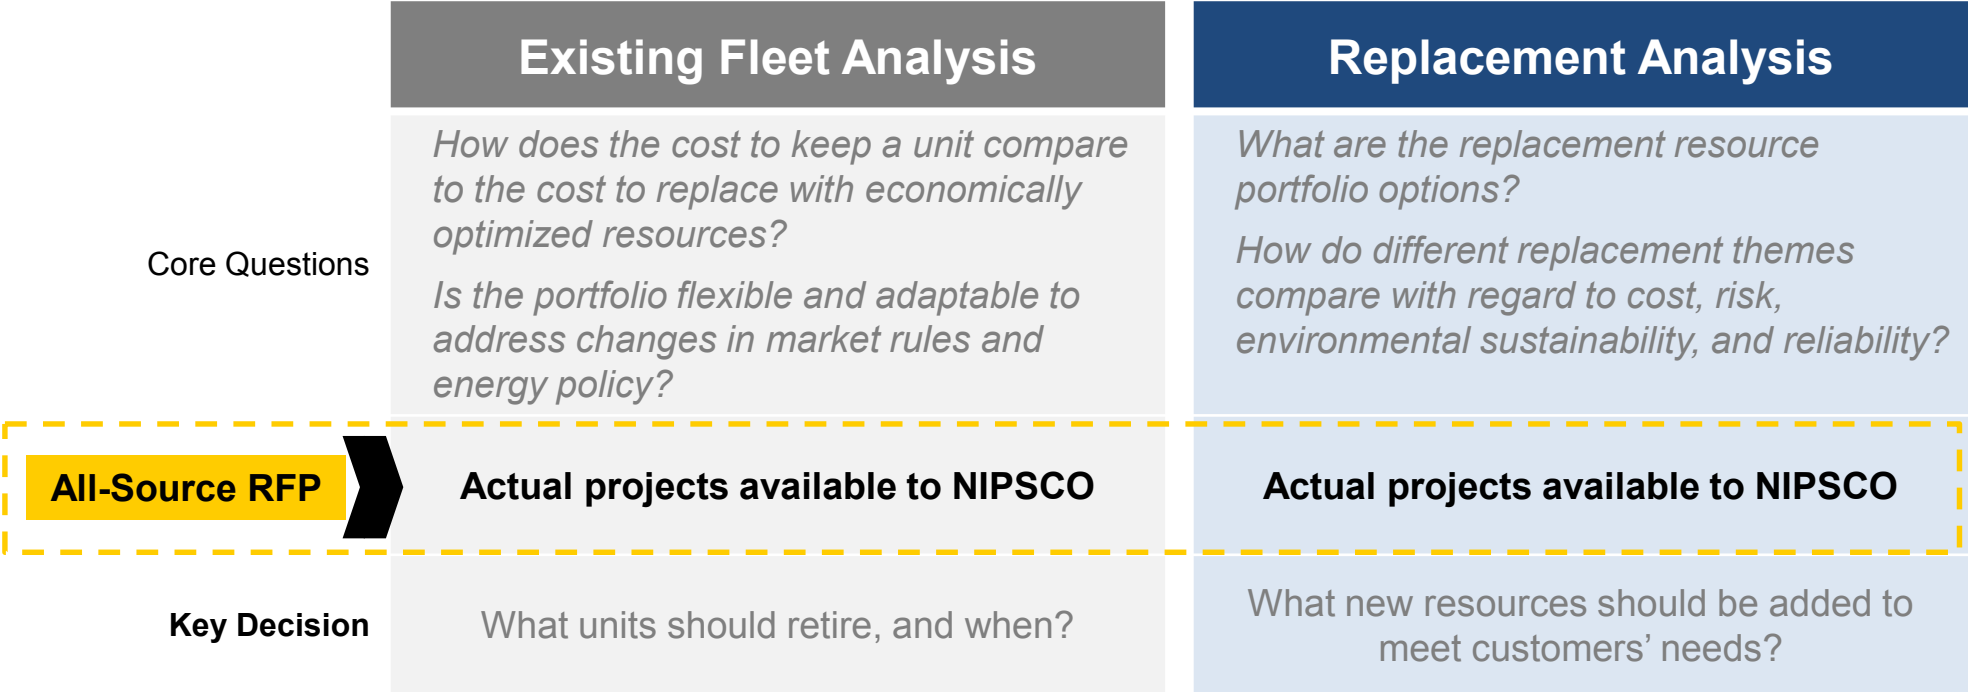 Existing Fleet Analysis
Replacement Analysis
Core Questions
How does the cost to keep a unit compare
to the cost to replace with economically
optimized resources?
Is the portfolio flexible and adaptable to
address changes in market rules and
energy policy?
What are the replacement resource
portfolio options?
How do different replacement themes
compare with regard to cost, risk,
environmental sustainability, and reliability?
All-Source RFP
Actual projects available to NIPSCO
Actual projects available to NIPSCO
Key Decision
What units should retire, and when?
What new resources should be added to
meet customers’ needs?